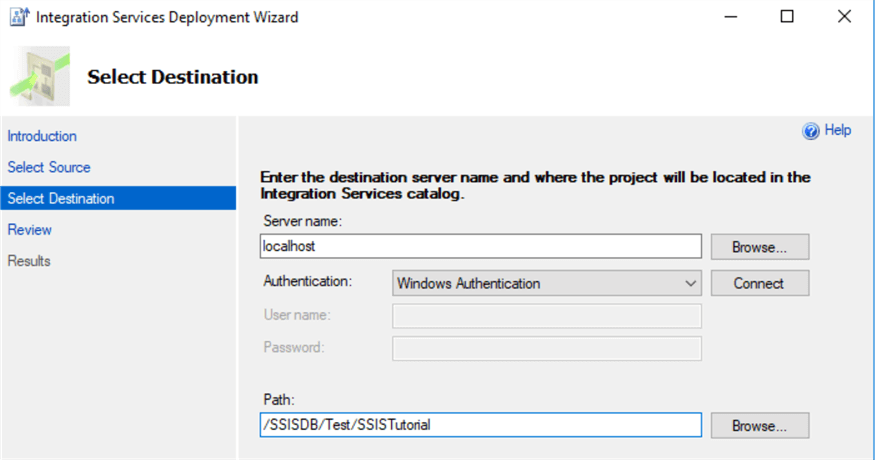 Integration Services Deployment Wizard
Select Destination
Introduction
Select Source
Select Destination
Review
Results
Help
Enter the destination server name and where the project will be located in the
Integration Services catalog.
Server name:
localhost
Browse...
Authentication:
Windows Authentication
Connect
User name:
Password:
Path:
/SSISDB/Test/SSISTutorial
Browse...